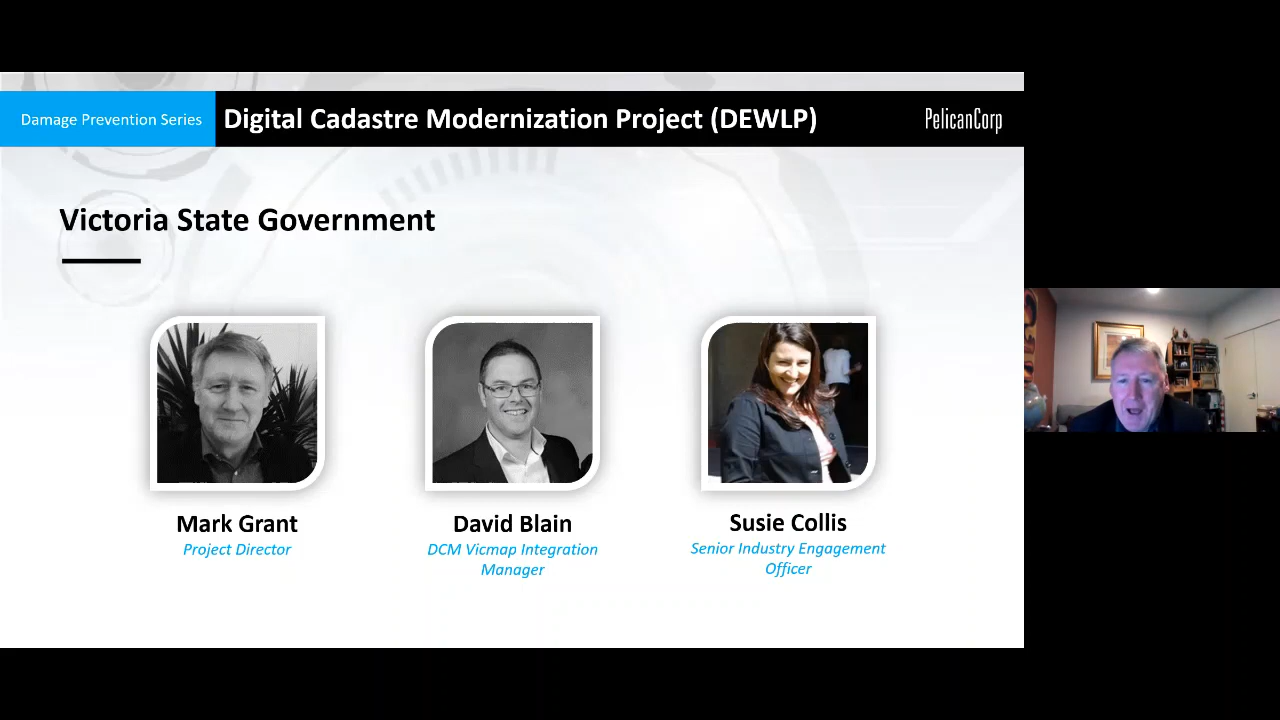 Damage Prevention Series
Digital Cadastre Modernization Project (DEWLP)
PelicanCorp
Victoria State Government
Mark Grant
Project Director
David Blain
DCM Vicmap Integration
Manager
Susie Collis
Senior Industry Engagement
Officer